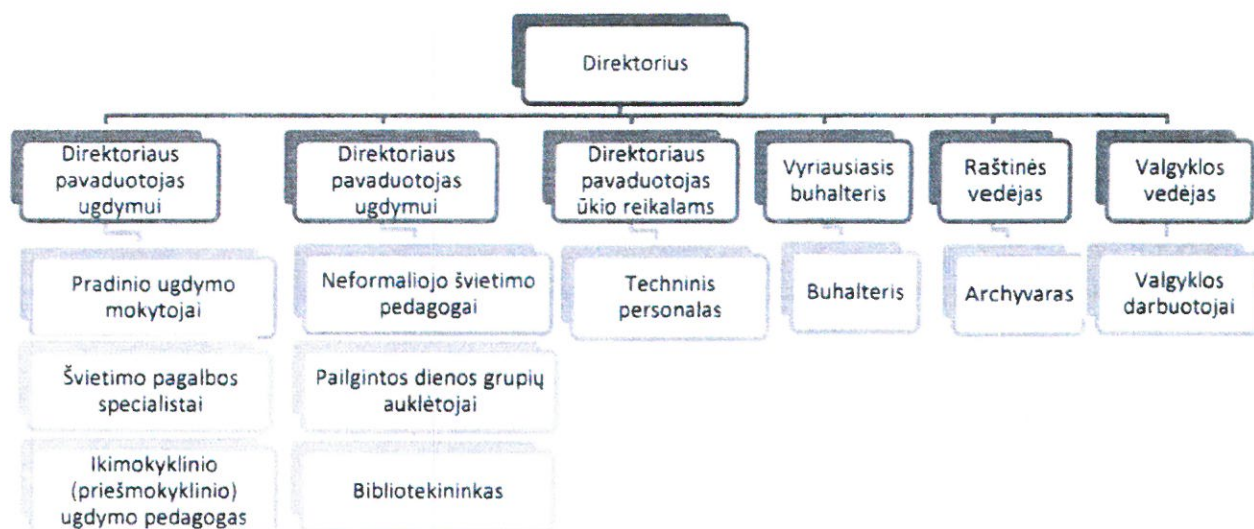 Direktorius
Direktoriaus
pavaduotojas
ugdymui
Direktoriaus
pavaduotojas
ugdymui
Direktoriaus
pavaduotojas
ūkio reikalams
Vyriausiasis
buhalteris
Raštinės
vedėjas
Valgyklos
vedėjas
Pradinio ugdymo
mokytojai
Neformaliojo švietimo
pedagogai
Techninis
personalas
Buhalteris
Archyvaras
Valgyklos
darbuotojai
Švietimo pagalbos
specialistai
Pailgintos dienos grupių
auklėtojai
Ikimokyklinio
(priešmokyklinio)
ugdymo pedagogas
Bibliotekininkas